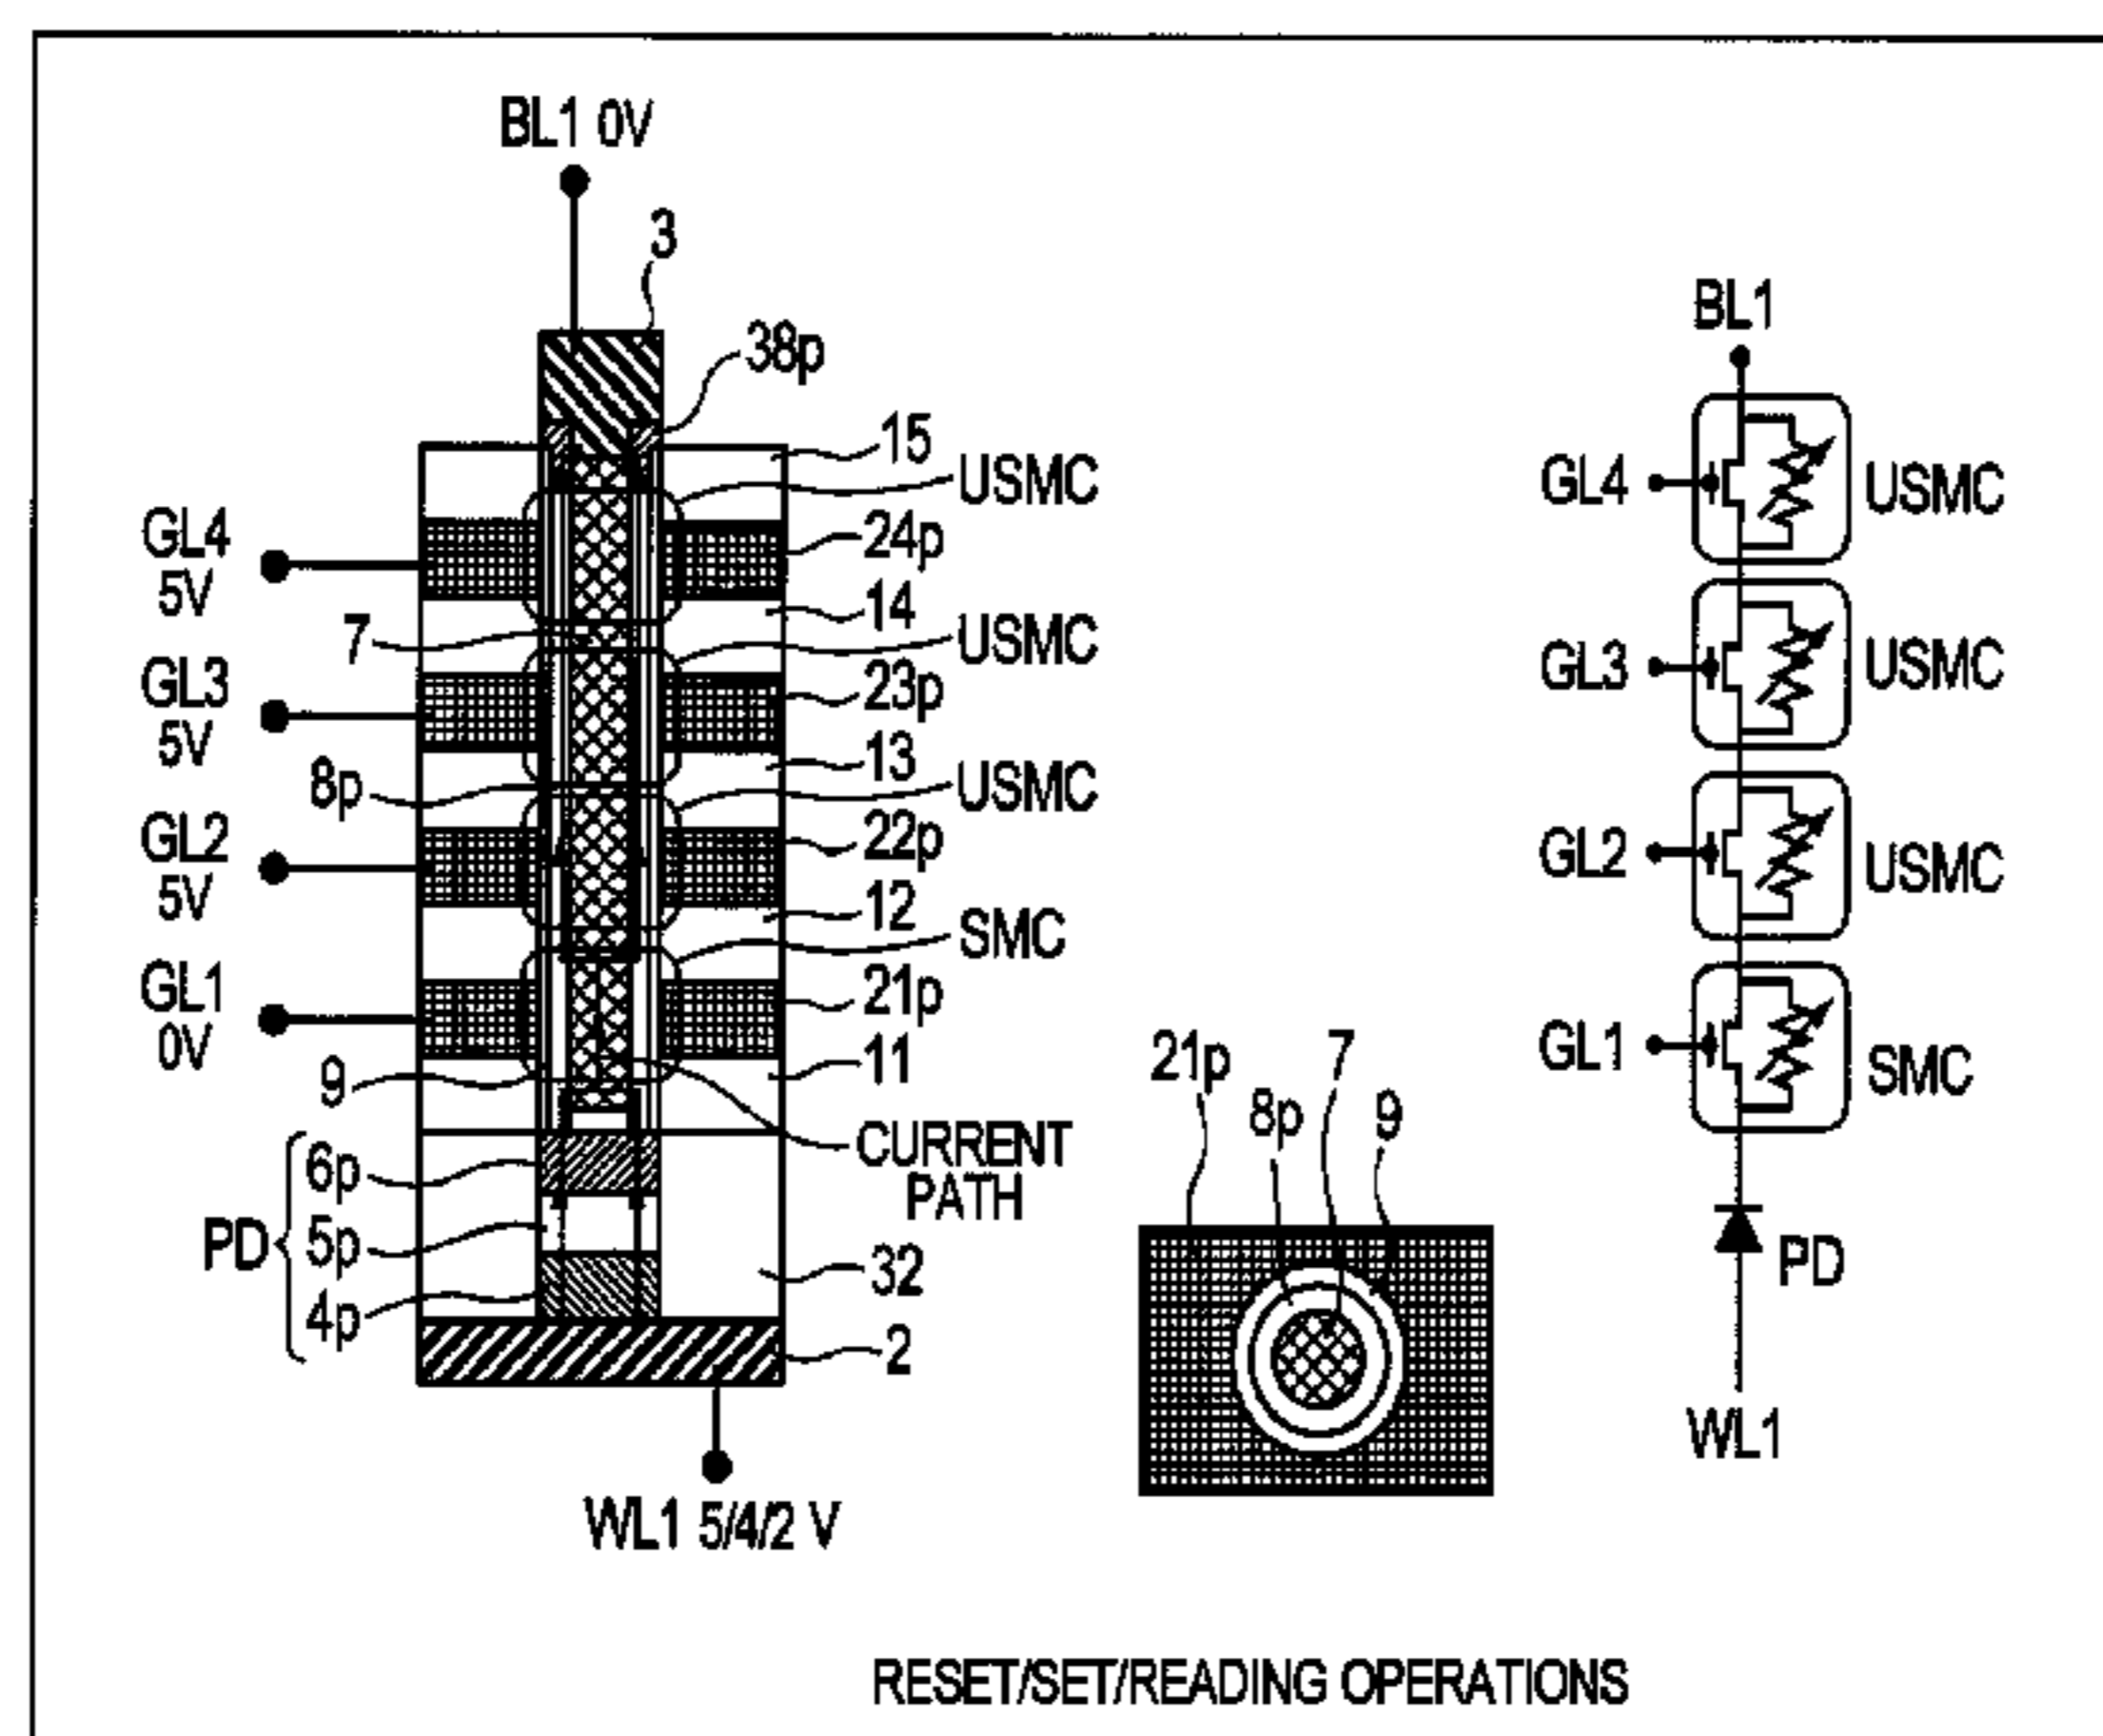 BL1 0V
3
38p
15
USMC
24p
14
USMC
23p
13
USMC
22p
12
SMC
21p
11
CURRENT
PATH
32
2
GL4
5V
7
GL3
5V
8p
GL2
5V
GL1
0V
9
PD
6p
5p
4p
WL1 5/4/2 V
21p
8p
7
9
BL1
GL4
USMC
GL3
USMC
GL2
USMC
GL1
SMC
PD
WL1
RESET/SET/READING OPERATIONS